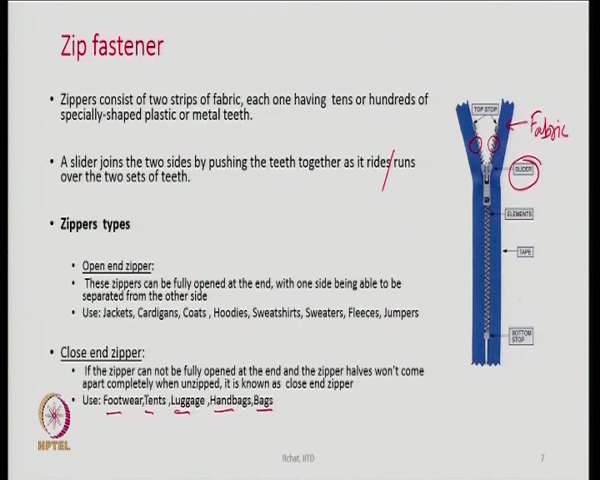 Zip fastener
• Zippers consist of two strips of fabric, each one having tens or hundreds of
specially-shaped plastic or metal teeth.
• A slider joins the two sides by pushing the teeth together as it rides/runs
over the two sets of teeth.
• Zippers types
• Open end zipper:
• These zippers can be fully opened at the end, with one side being able to be
separated from the other side
• Use: Jackets, Cardigans, Coats , Hoodies, Sweatshirts, Sweaters, Fleeces, Jumpers
• Close end zipper:
• If the zipper can not be fully opened at the end and the zipper halves won't come
apart completely when unzipped, it is known as close end zipper
• Use: Footwear,Tents ,Luggage ,Handbags,Bags
TOP STOP
Fabric
SLIDER
ELEMENTS
TAPE
BOTTOM
STOP
NPTEL
Rchat, IITD
7